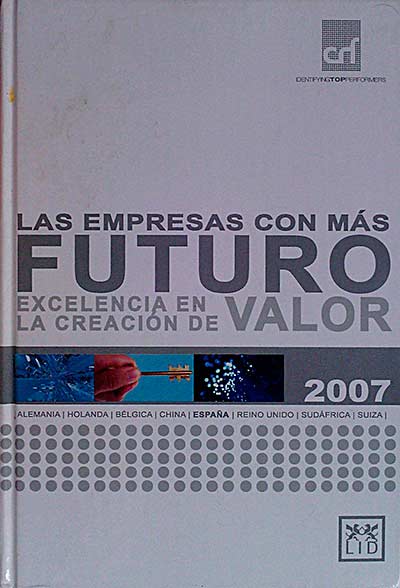 crf
IDENTIFYINGTOPPERFORMERS
LAS EMPRESAS CON MÁS
FUTURO
EXCELENCIA EN
LA CREACIÓN DE VALOR
2007
ALEMANIA | HOLANDA | BÉLGICA | CHINA | ESPAÑA | REINO UNIDO | SUDÁFRICA | SUIZA |
LID